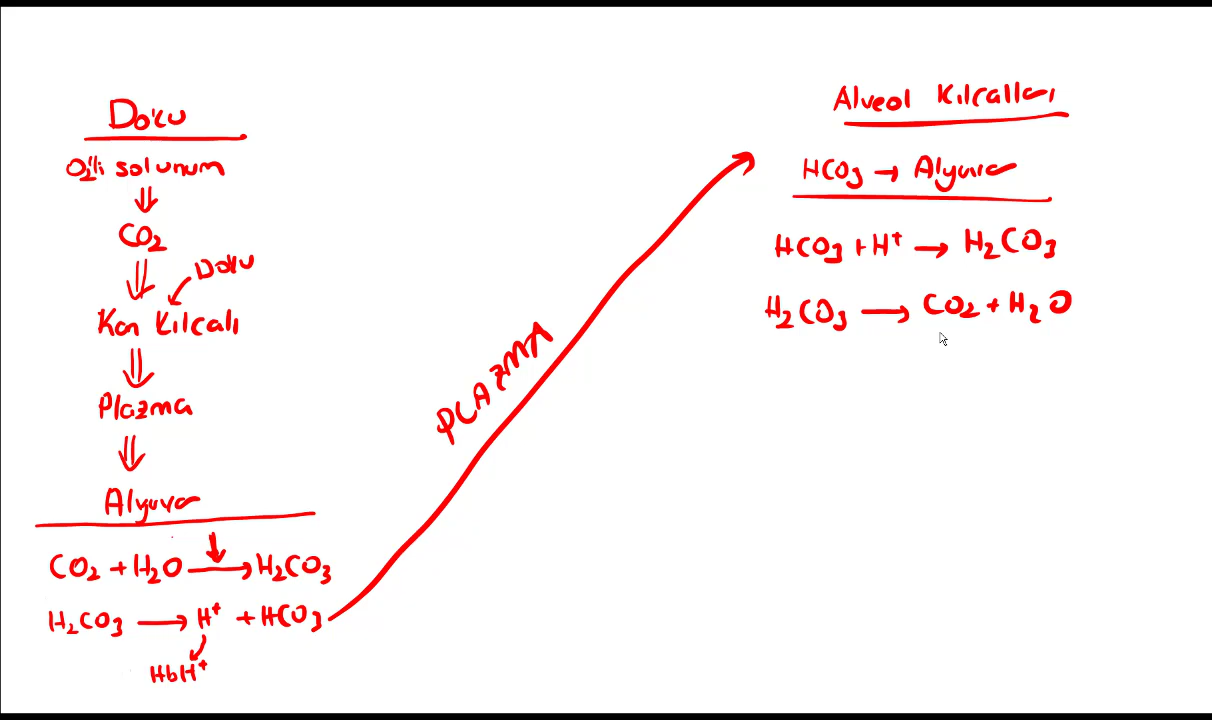 Doku
O₂'li solunum
⇓
CO₂
⇓
Doku
Kan Kılcalı
⇓
Plazma
⇓
Alyuvar
CO₂ + H₂O → H₂CO₃
H₂CO₃ → H⁺ + HCO₃
HbH⁺
PLAZMA
Alveol Kılcalları
HCO₃ → Alyuvar
HCO₃ + H⁺ → H₂CO₃
H₂CO₃ → CO₂ + H₂O